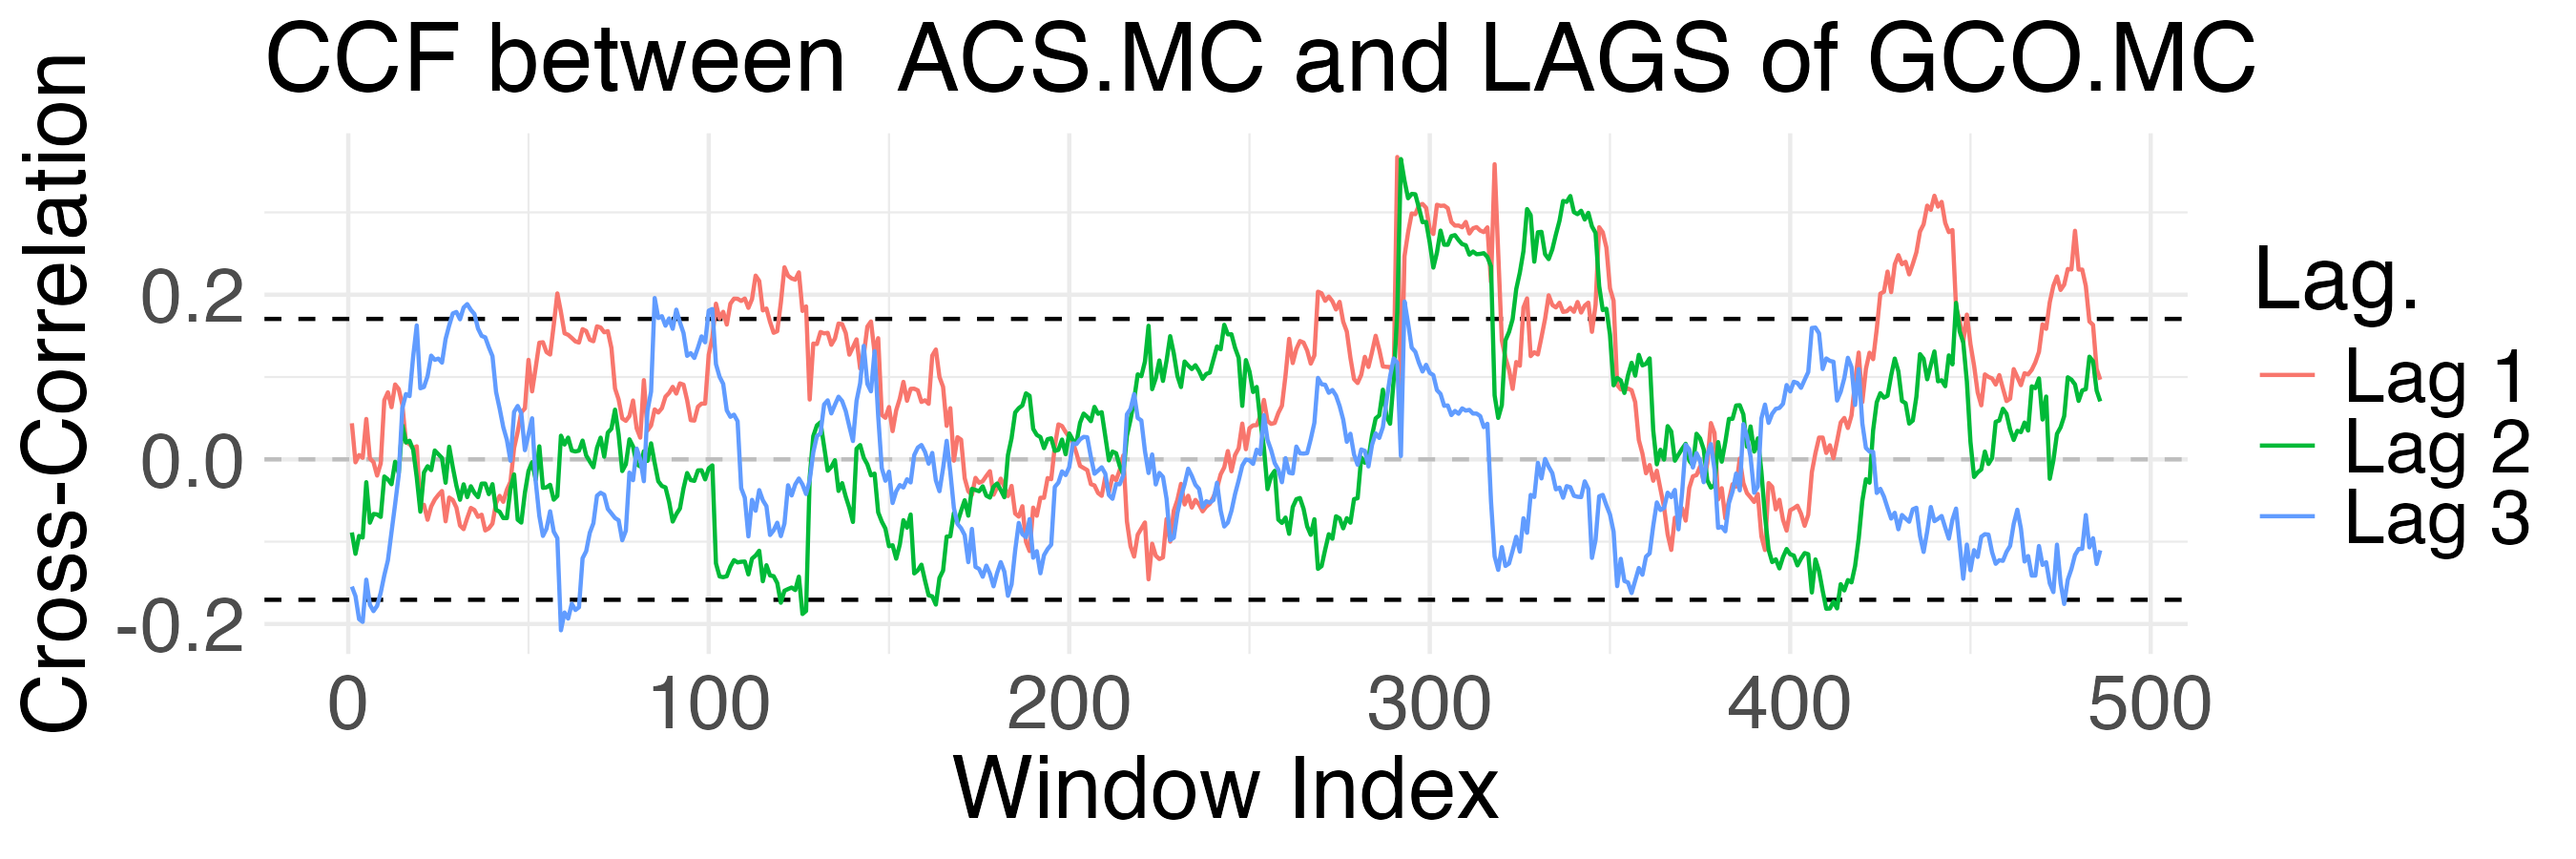 CCF between  ACS.MC and LAGS of GCO.MC
Cross-Correlation
0.2
0.0
-0.2
0 100 200 300 400 500
Window Index
Lag.
Lag 1
Lag 2
Lag 3